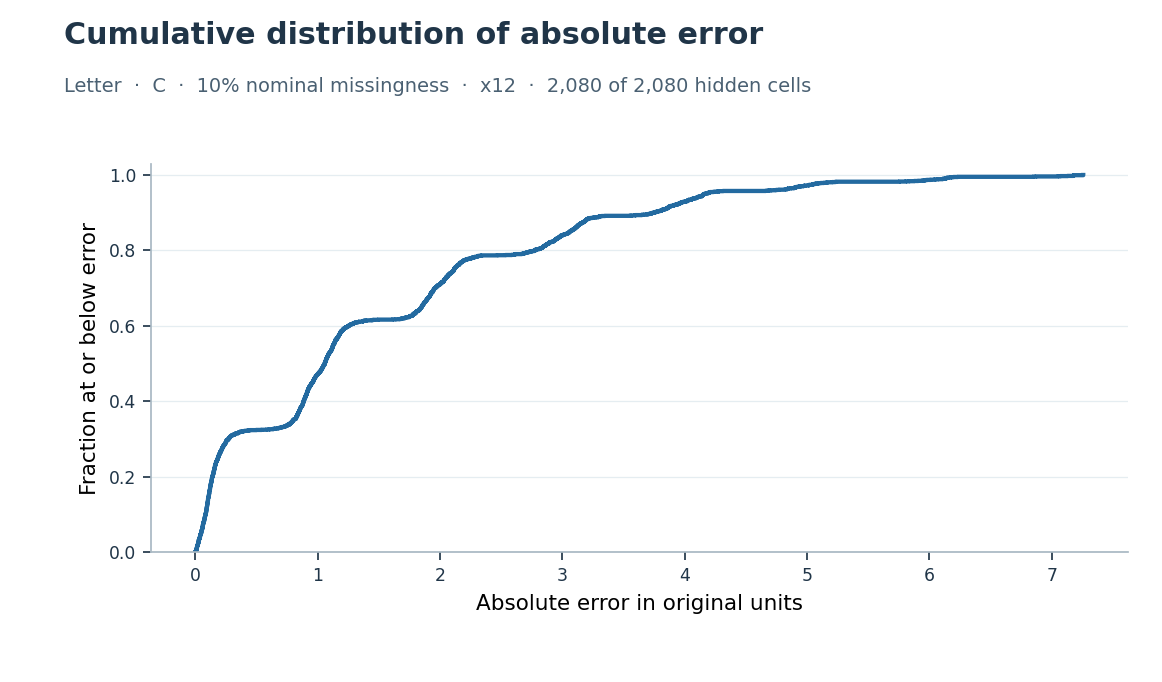 Cumulative distribution of absolute error
Letter · C · 10% nominal missingness · x12 · 2,080 of 2,080 hidden cells
Fraction at or below error
1.0
0.8
0.6
0.4
0.2
0.0
0 1 2 3 4 5 6 7
Absolute error in original units